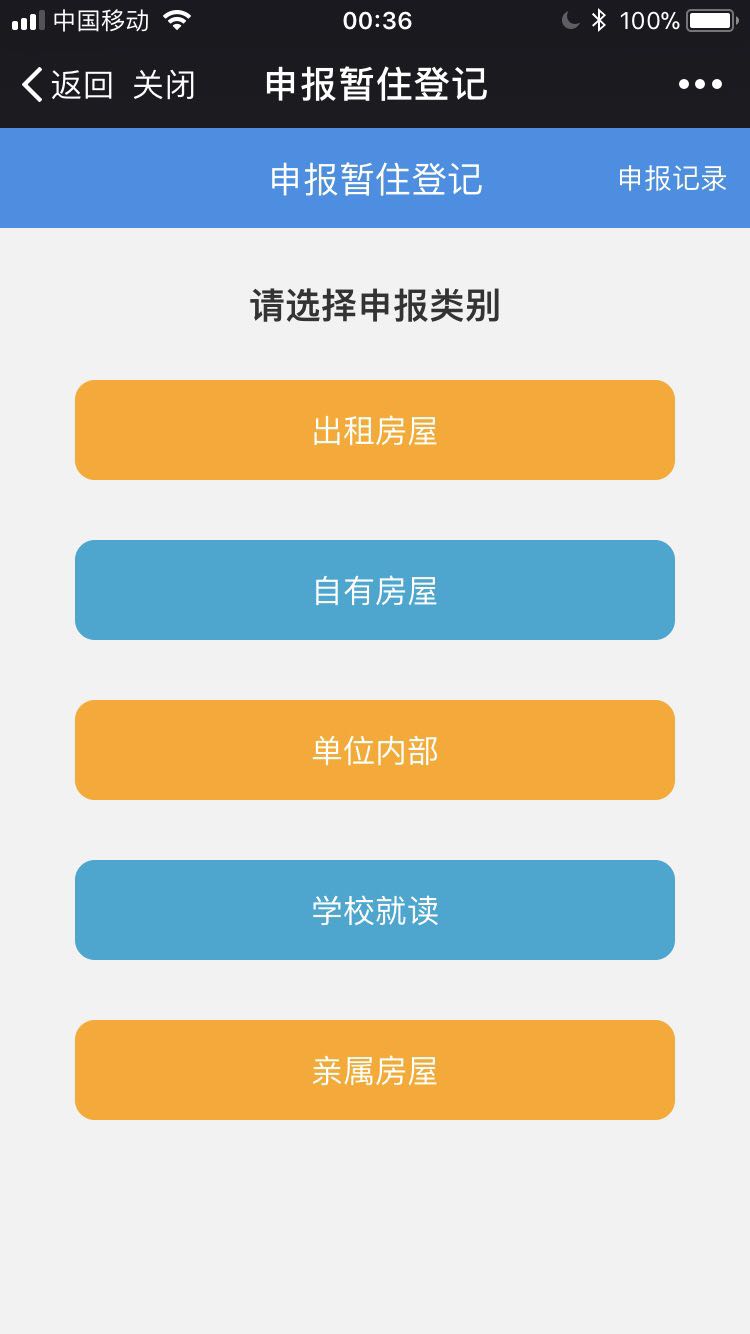 中国移动 00:36 100%
返回 关闭 申报暂住登记
申报暂住登记 申报记录
请选择申报类别
出租房屋
自有房屋
单位内部
学校就读
亲属房屋